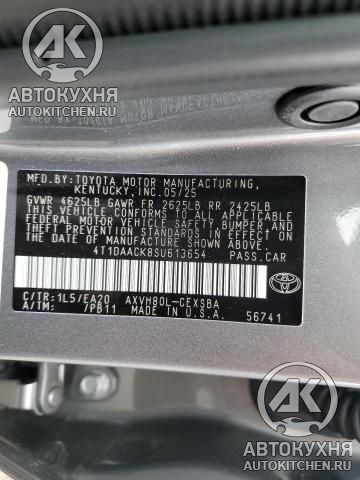 АК
АВТОКУХНЯ
AUTOKITCHEN.RU
MFD.BY:TOYOTA MOTOR MANUFACTURING,
KENTUCKY,INC.05/25
GVWR 4625LB GAWR FR 2625LB RR 2425LB
THIS VEHICLE CONFORMS TO ALL APPLICABLE
FEDERAL MOTOR VEHICLE SAFETY, BUMPER, AND
THEFT PREVENTION STANDARDS IN EFFECT ON
THE DATE OF MANUFACTURE SHOWN ABOVE.
4T1DAACK8SU613654 PASS.CAR
C/TR:1L5/EA20 AXVH80L-CEXSBA
A/TM: /PB11 MADE IN U.S.A. 56741
TOYOTA
АК
АВТОКУХНЯ
AUTOKITCHEN.RU